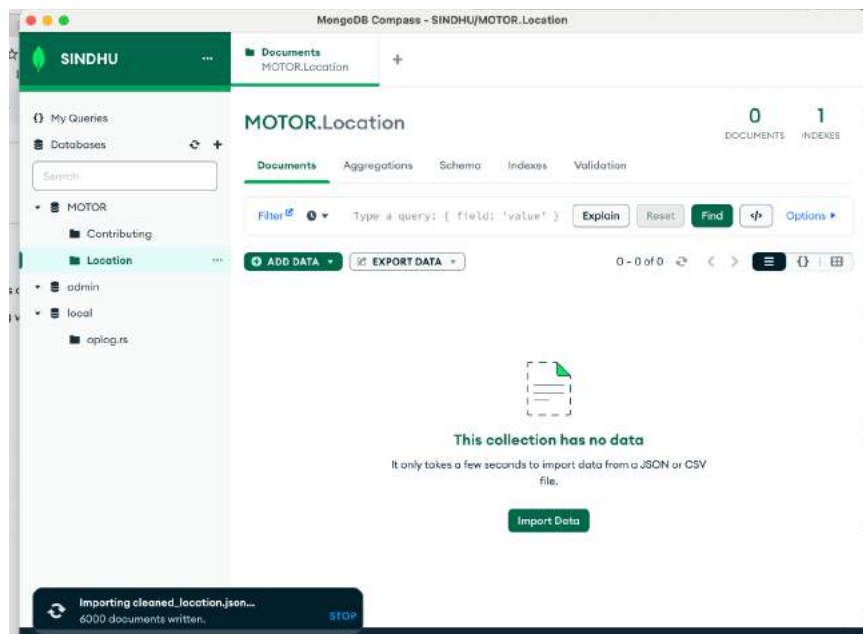 MongoDB Compass - SINDHU/MOTOR.Location
SINDHU
Documents
MOTOR.Location
My Queries
Databases
Search
MOTOR
Contributing
Location
admin
local
oplog.rs
MOTOR.Location
0
DOCUMENTS
1
INDEXES
Documents Aggregations Schema Indexes Validation
Filter Type a query: { field: 'value' } Explain Reset Find </> Options
ADD DATA EXPORT DATA 0 - 0 of 0
This collection has no data
It only takes a few seconds to import data from a JSON or CSV
file.
Import Data
Importing cleaned_location.json...
6000 documents written.
STOP